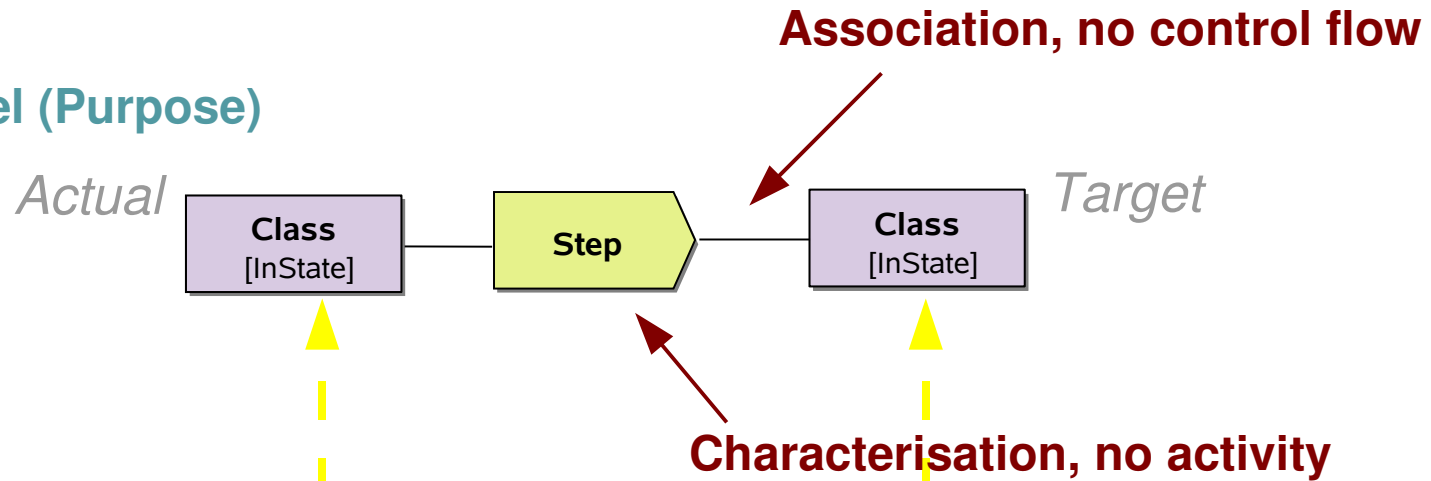 Association, no control flow
el (Purpose)
Actual
Class
[InState]
Step
Class
[InState]
Target
Characterisation, no activity